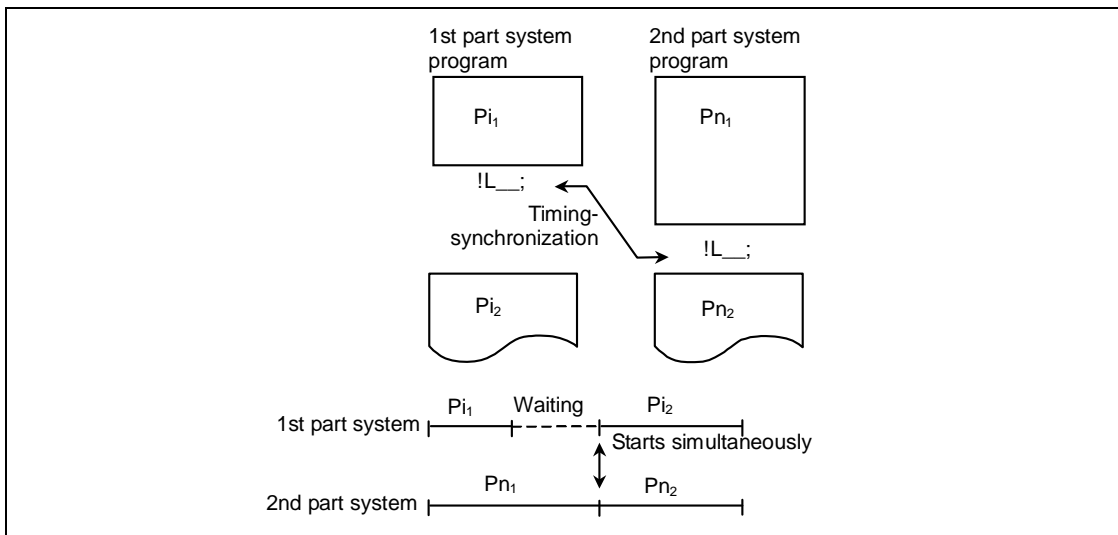 1st part system
program
2nd part system
program
Pi₁
Pn₁
!L__;
Timing-
synchronization
!L__;
Pi₂
Pn₂
Pi₁ Waiting Pi₂
1st part system
Starts simultaneously
Pn₁ Pn₂
2nd part system